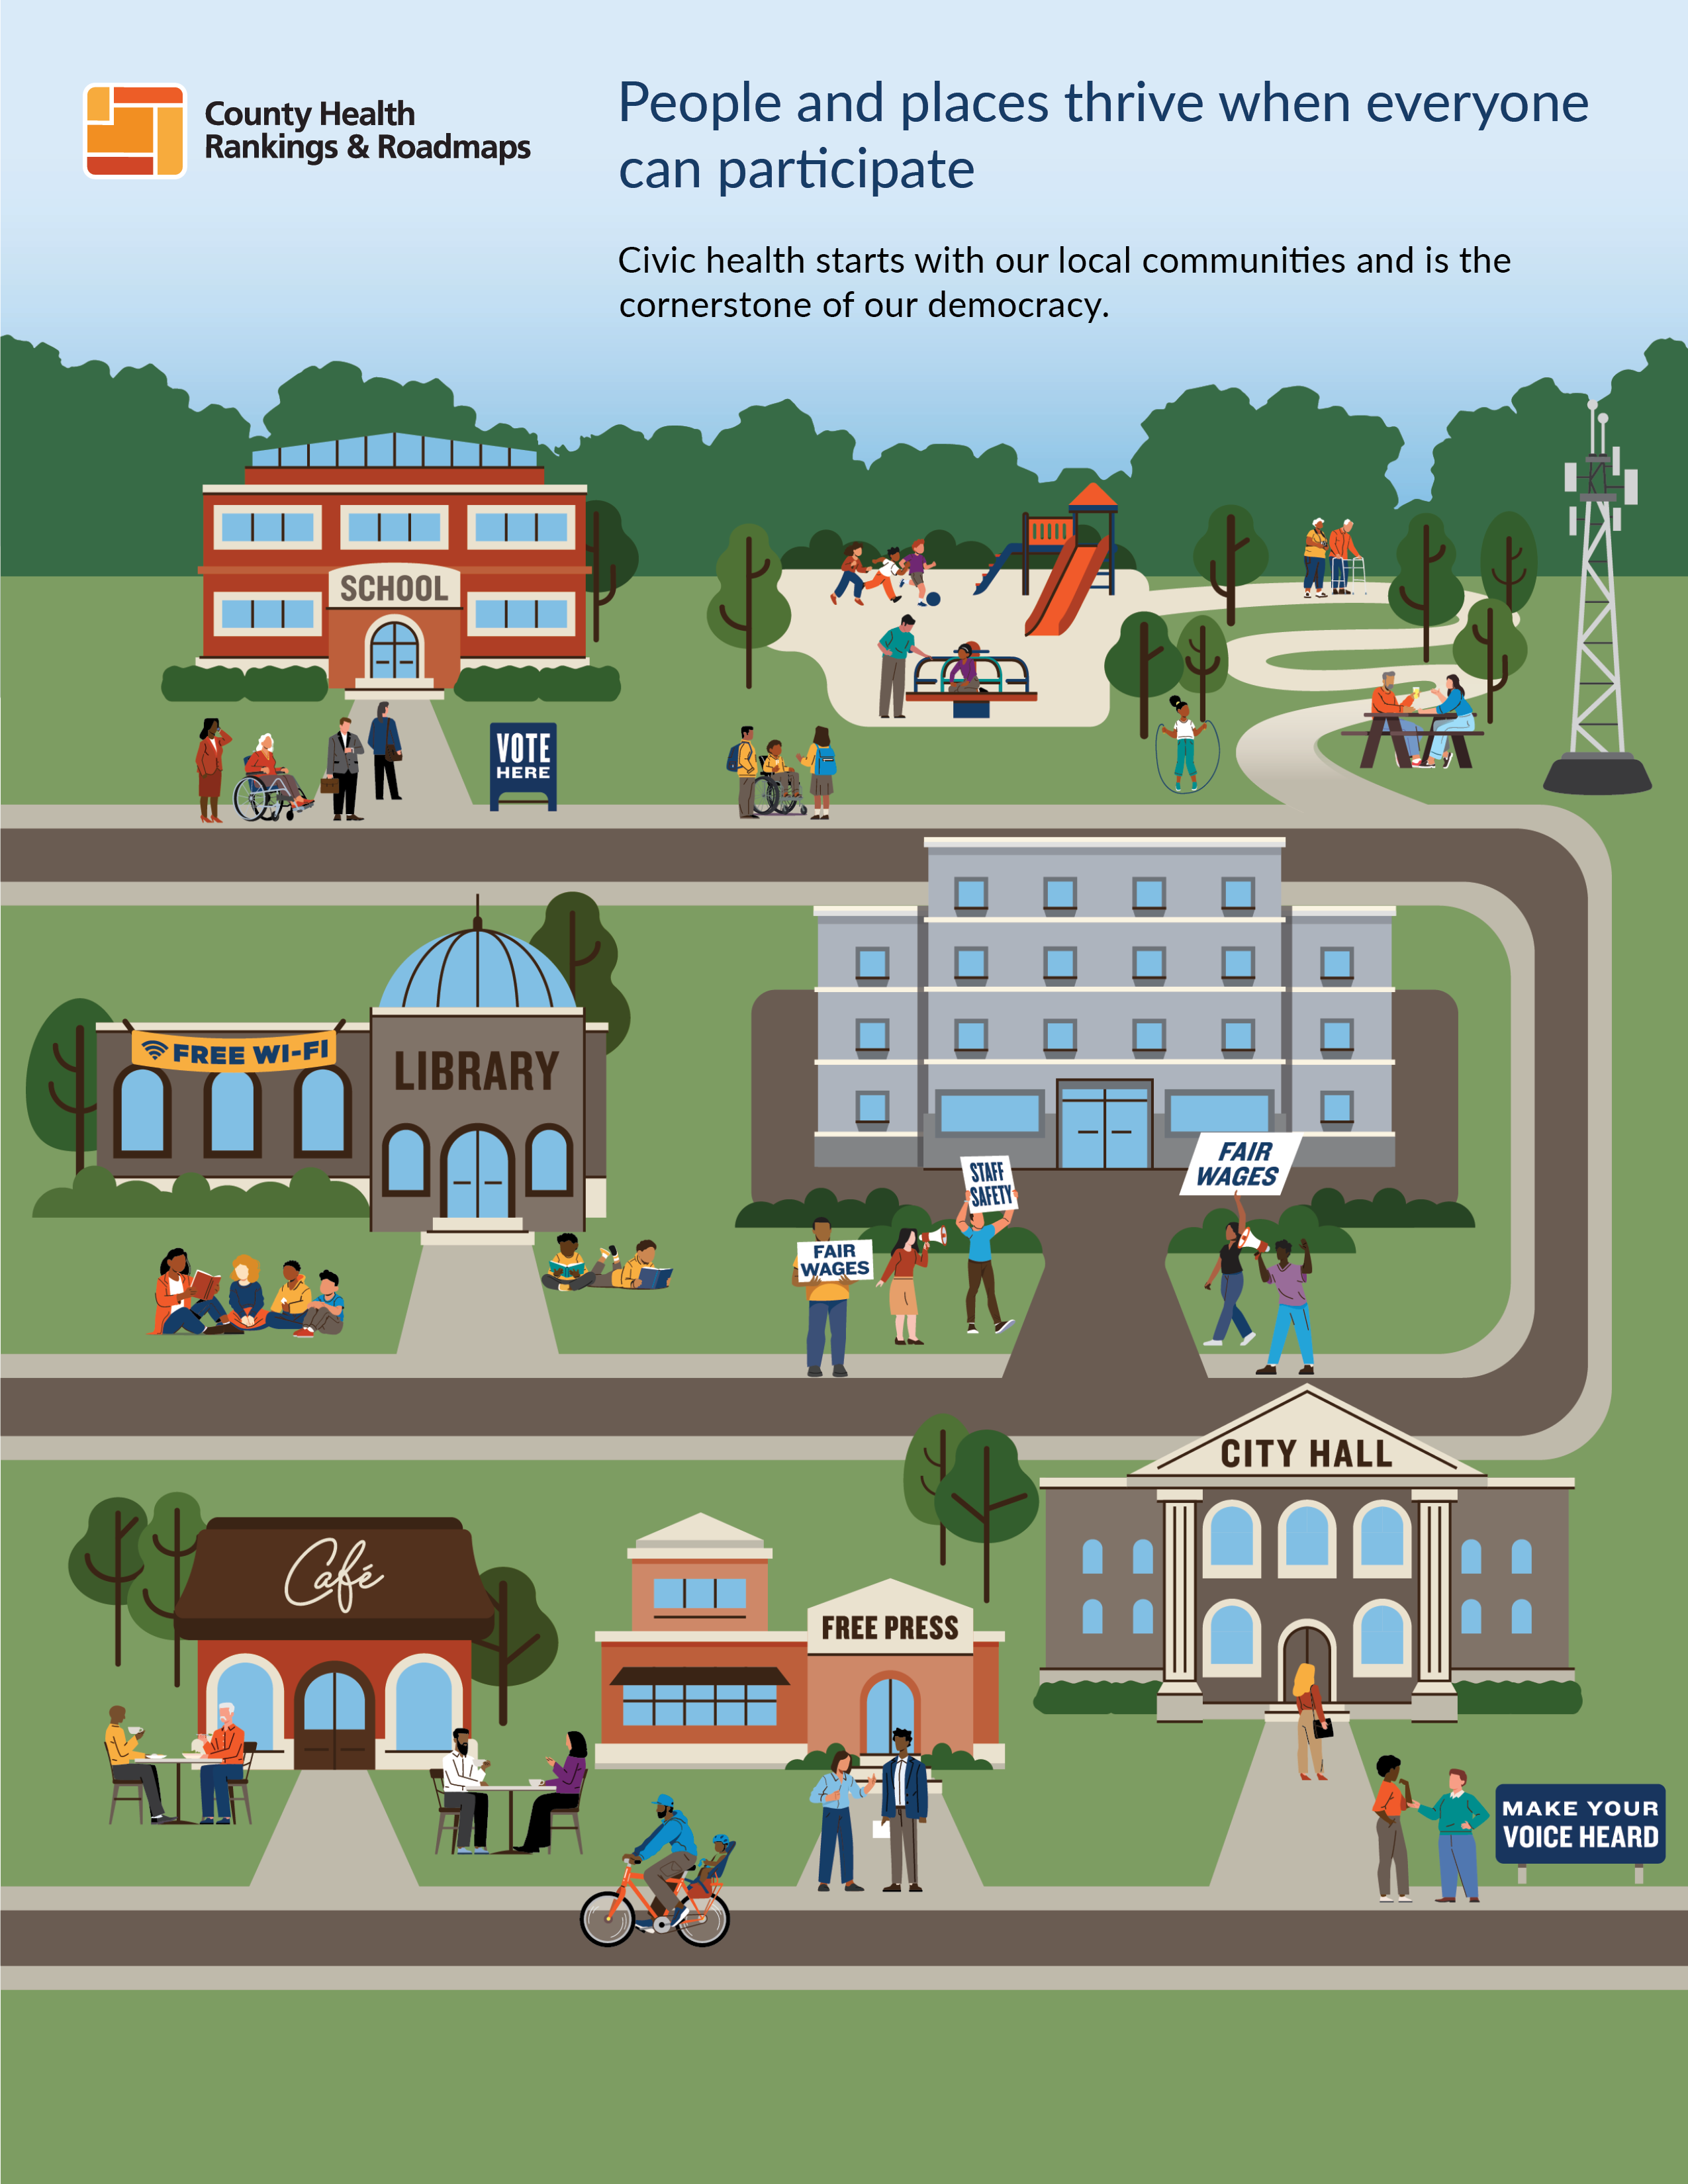 County Health
Rankings & Roadmaps
People and places thrive when everyone
can participate
Civic health starts with our local communities and is the
cornerstone of our democracy.
SCHOOL
VOTE
HERE
FREE WI-FI
LIBRARY
STAFF
SAFETY
FAIR
WAGES
FAIR
WAGES
CITY HALL
Café
FREE PRESS
MAKE YOUR
VOICE HEARD